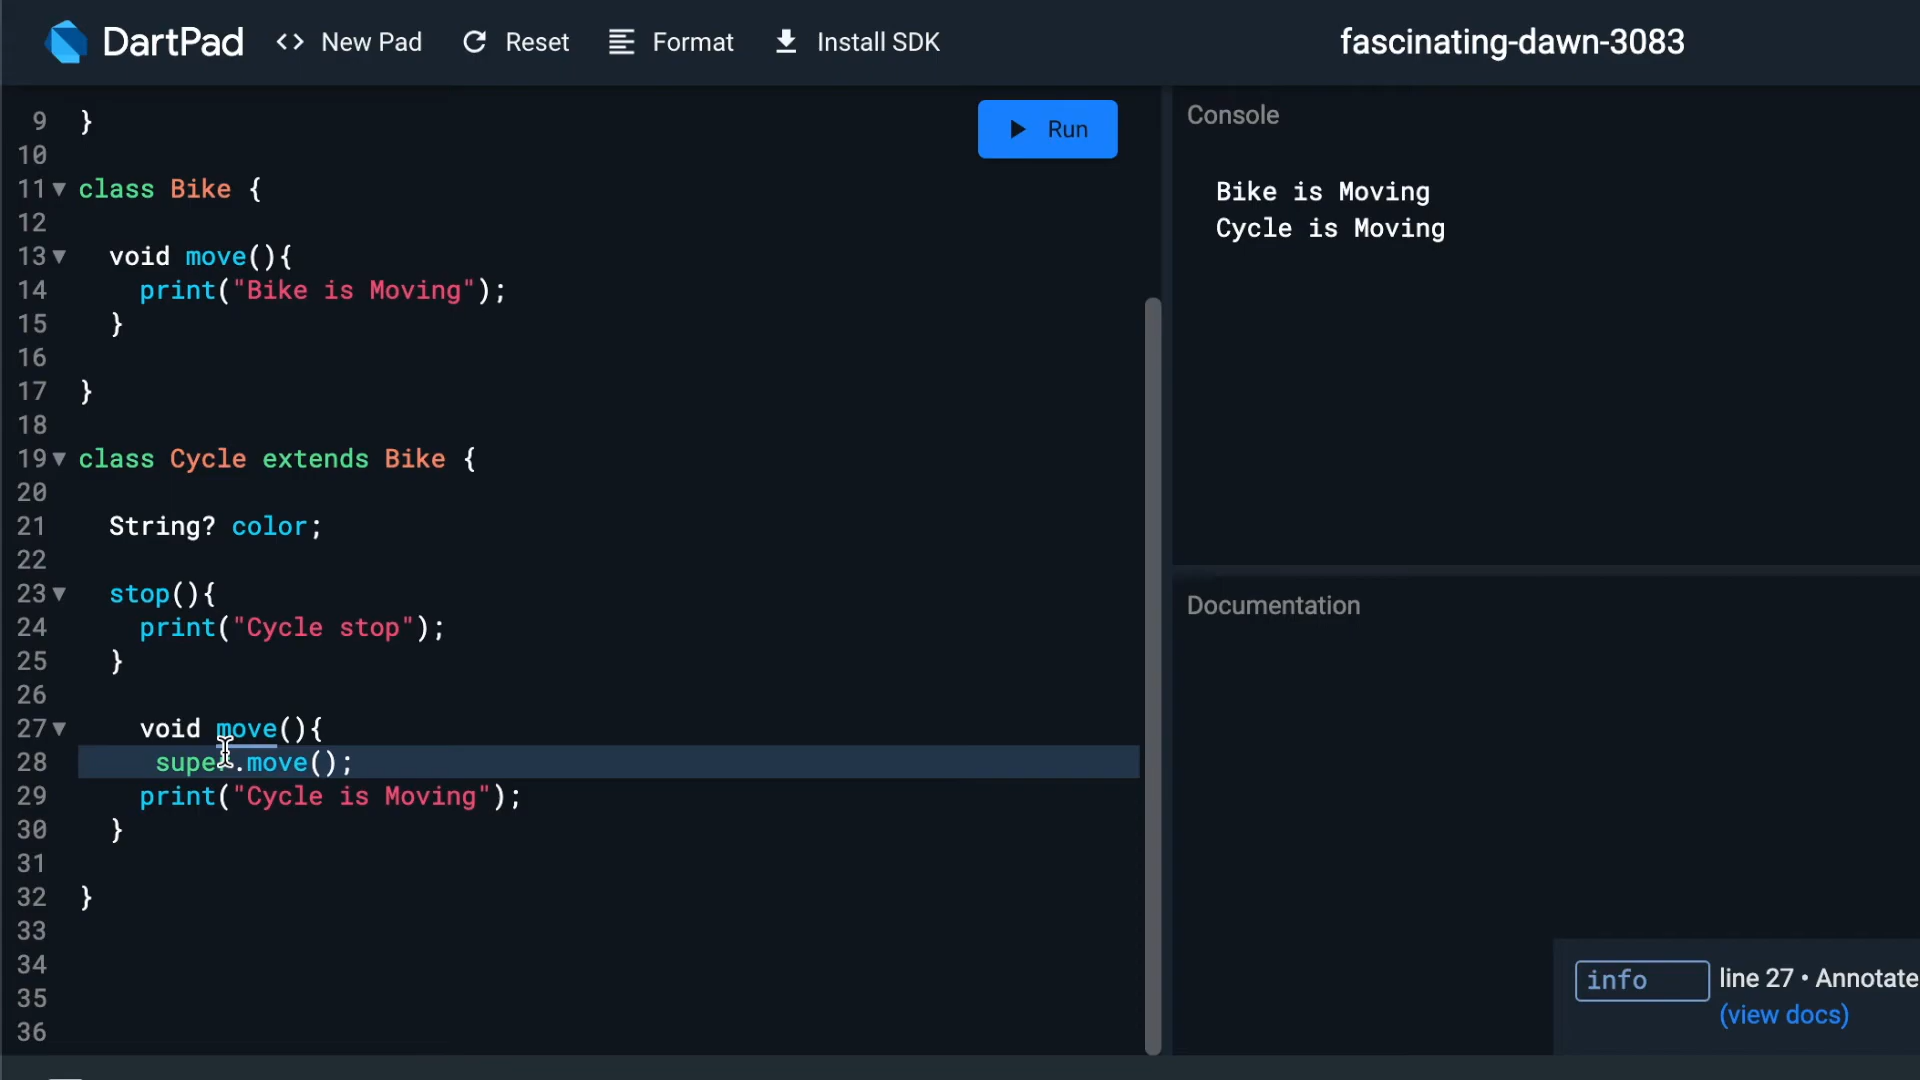 DartPad <> New Pad Reset Format Install SDK fascinating-dawn-3083
Run
Console
9 }
10
11 class Bike {
12
13 void move(){
14 print("Bike is Moving");
15 }
16
17 }
18
19 class Cycle extends Bike {
20
21 String? color;
22
23 stop(){
24 print("Cycle stop");
25 }
26
27 void move(){
28 super.move();
29 print("Cycle is Moving");
30 }
31
32 }
33
34
35
36
Bike is Moving
Cycle is Moving
Documentation
info line 27 • Annotate
(view docs)